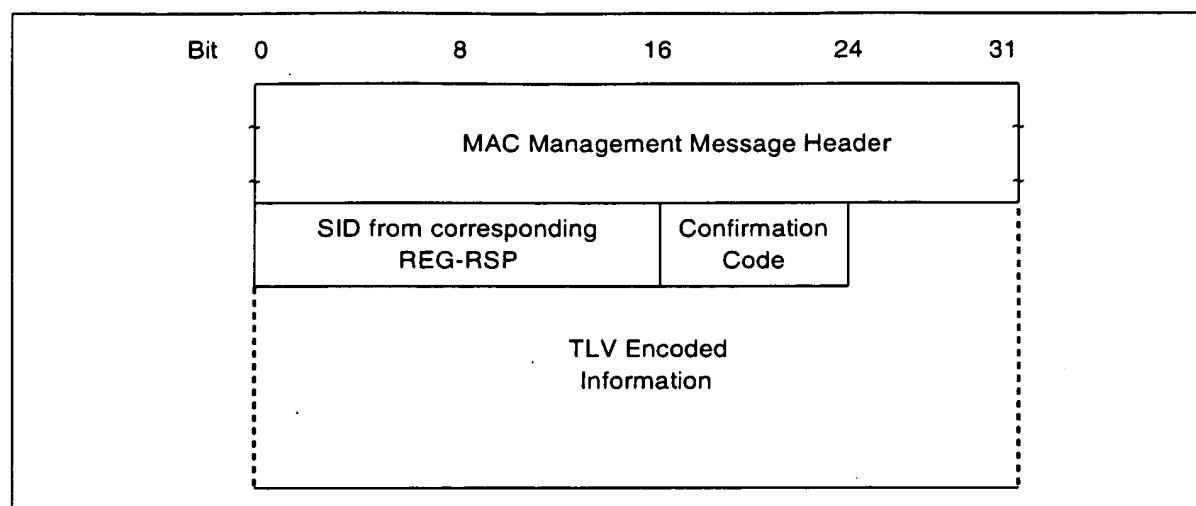 Bit 0 8 16 24 31
MAC Management Message Header
SID from corresponding
REG-RSP
Confirmation
Code
TLV Encoded
Information